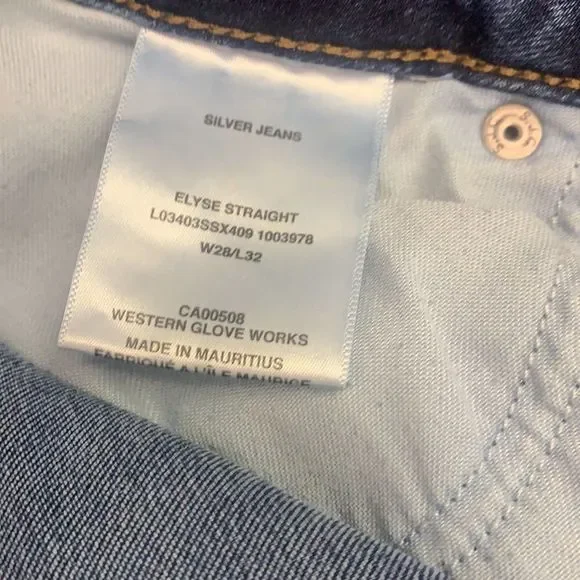 SILVER JEANS
ELYSE STRAIGHT
L03403SSX409 1003978
W28/L32
CA00508
WESTERN GLOVE WORKS
MADE IN MAURITIUS
FABRIQUÉ À L'ÎLE MAURICE